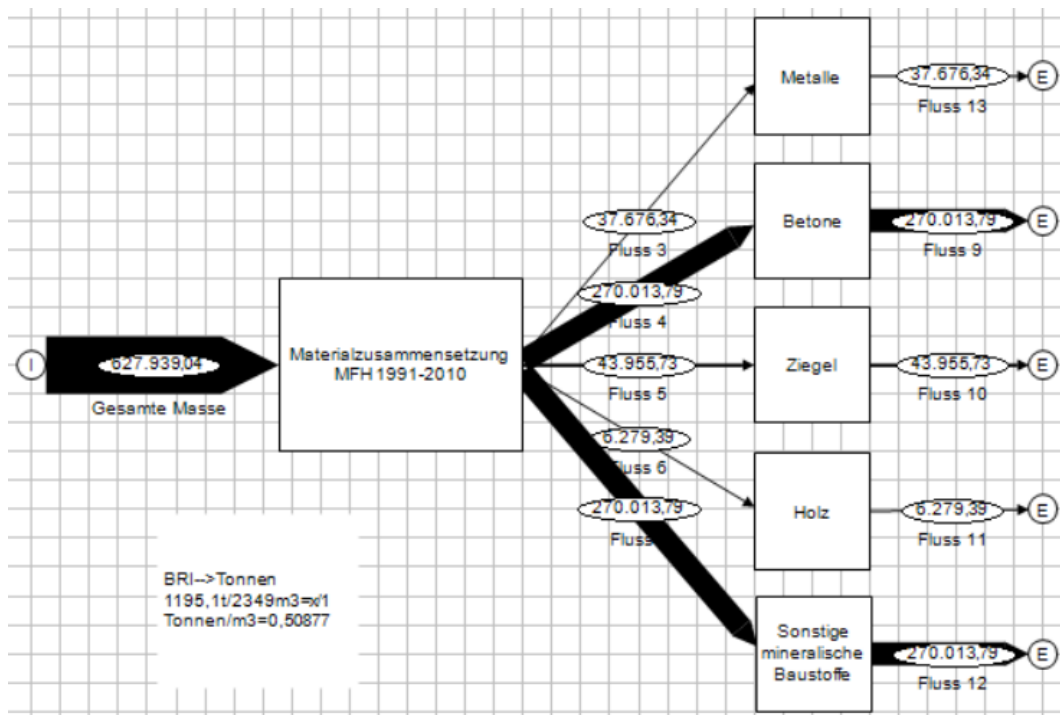 Metalle
37.676,34
E
Fluss 13
37.676,34
Fluss 3
Betone
270.013,79
E
Fluss 9
270.013,79
Fluss 4
I
627.939,04
Gesamte Masse
Materialzusammensetzung
MFH 1991-2010
43.955,73
Fluss 5
Ziegel
43.955,73
E
Fluss 10
6.279,39
Fluss 6
Holz
6.279,39
E
Fluss 11
270.013,79
Fluss
BRI-->Tonnen
1195,1t/2349m3=x/1
Tonnen/m3=0,50877
Sonstige
mineralische
Baustoffe
270.013,79
E
Fluss 12